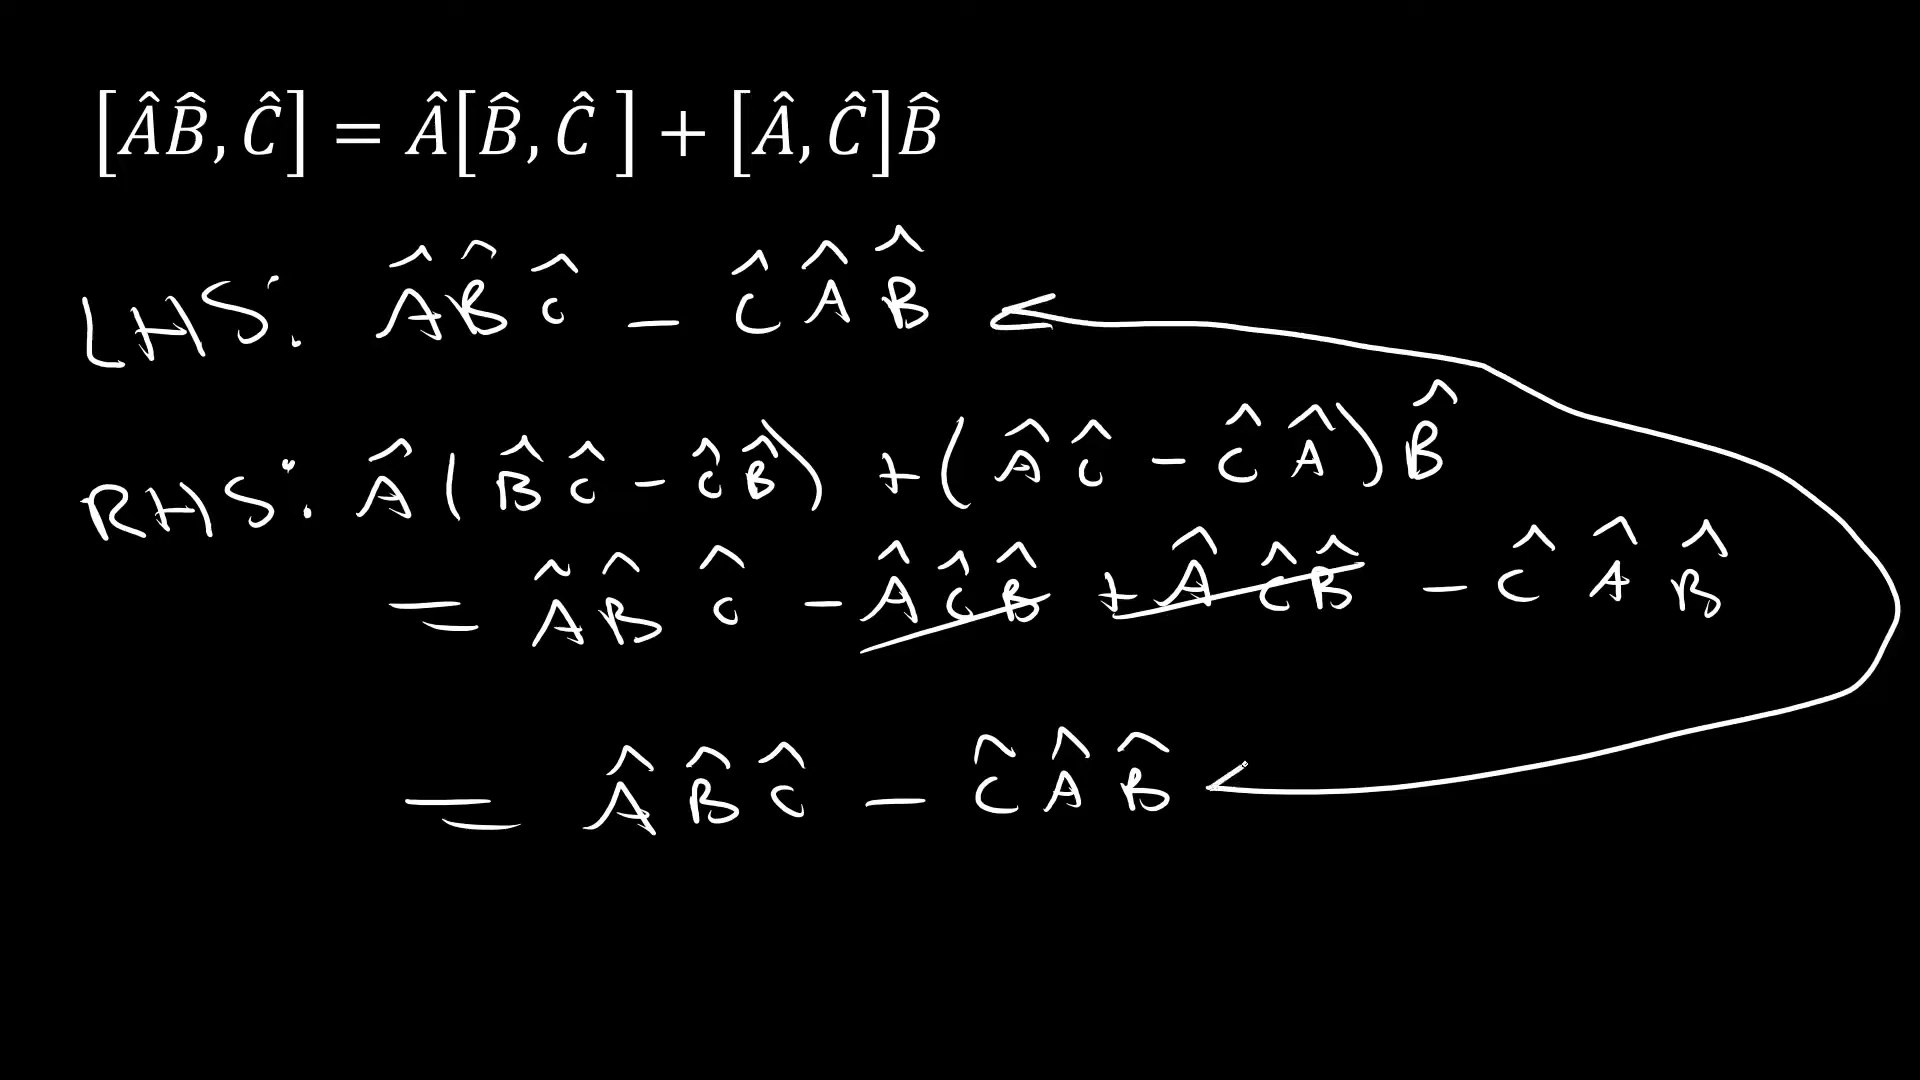 [ÂB̂, Ĉ] = Â[B̂, Ĉ ] + [Â, Ĉ]B̂
LHS: ÂB̂Ĉ - ĈÂB̂
RHS: Â(B̂Ĉ - ĈB̂) + (ÂĈ - ĈÂ)B̂
= ÂB̂Ĉ - ÂĈB̂ + ÂĈB̂ - ĈÂB̂
= ÂB̂Ĉ - ĈÂB̂